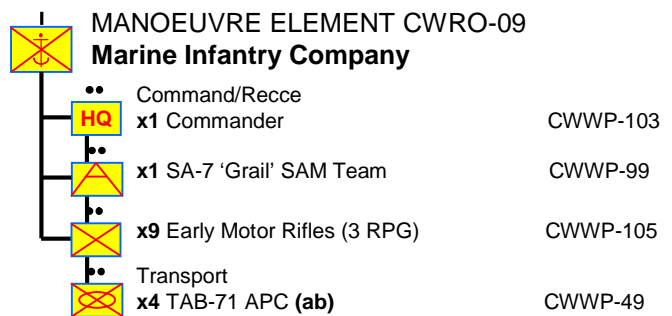 MANOEUVRE ELEMENT CWRO-09
Marine Infantry Company
Command/Recce
HQ x1 Commander CWWP-103
x1 SA-7 ‘Grail’ SAM Team CWWP-99
x9 Early Motor Rifles (3 RPG) CWWP-105
Transport
x4 TAB-71 APC (ab) CWWP-49